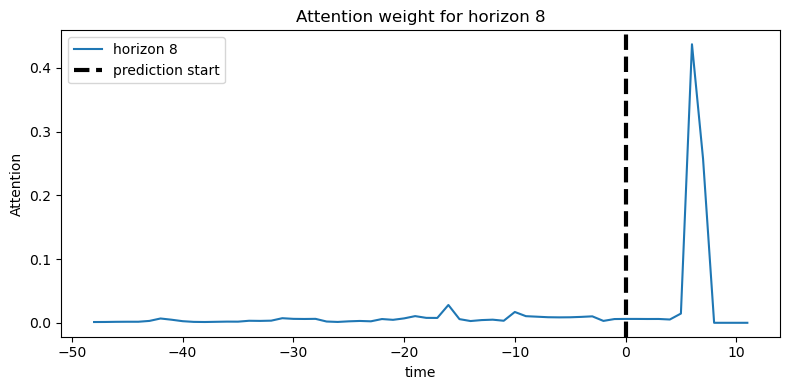 Attention weight for horizon 8
horizon 8
prediction start
Attention
0.4
0.3
0.2
0.1
0.0
−50 −40 −30 −20 −10 0 10
time